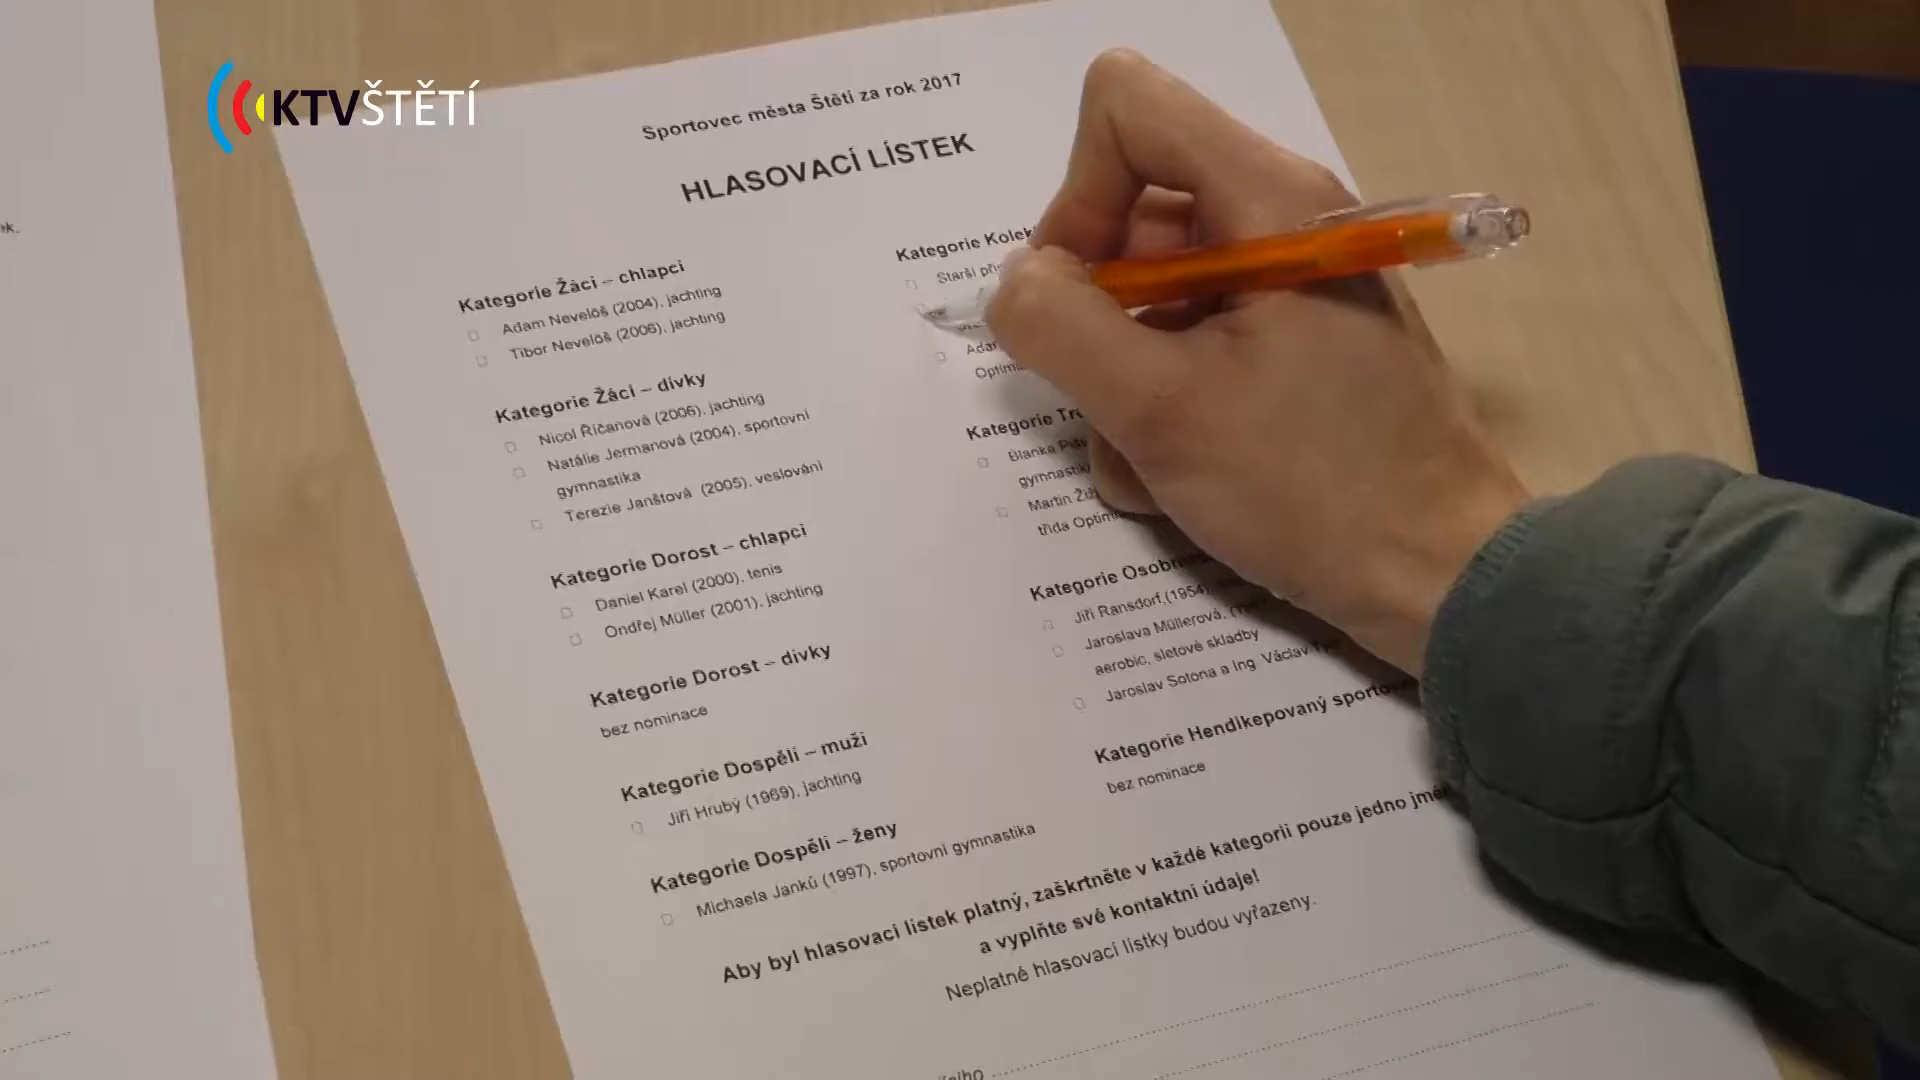 KTVŠTĚTÍ
Sportovec města Štětí za rok 2017
HLASOVACÍ LÍSTEK
Kategorie Žáci – chlapci
Adam Nevelöš (2004), jachting
Tibor Nevelöš (2006), jachting
Kategorie Žáci – dívky
Nicol Říčanová (2006), jachting
Natálie Jermanová (2004), sportovní
gymnastika
Terezie Janštová (2005), veslování
Kategorie Dorost – chlapci
Daniel Karel (2000), tenis
Ondřej Müller (2001), jachting
Kategorie Dorost – dívky
bez nominace
Kategorie Dospělí – muži
Jiří Hrubý (1969), jachting
Kategorie Dospělí – ženy
Michaela Janků (1997), sportovní gymnastika
Kategorie
Starší
Kategorie
Blanka
Martin
třída
Kategorie
Jiří Ransdorf,(1954),
Jaroslava Müllerová,
aerobic, sletové skladby
Jaroslav Sotona a Ing. Václav
Kategorie Hendikepovaný
bez nominace
Aby byl hlasovací lístek platný, zaškrtněte v každé kategorii pouze jedno
a vyplňte své kontaktní údaje!
Neplatné hlasovací lístky budou vyřazeny.